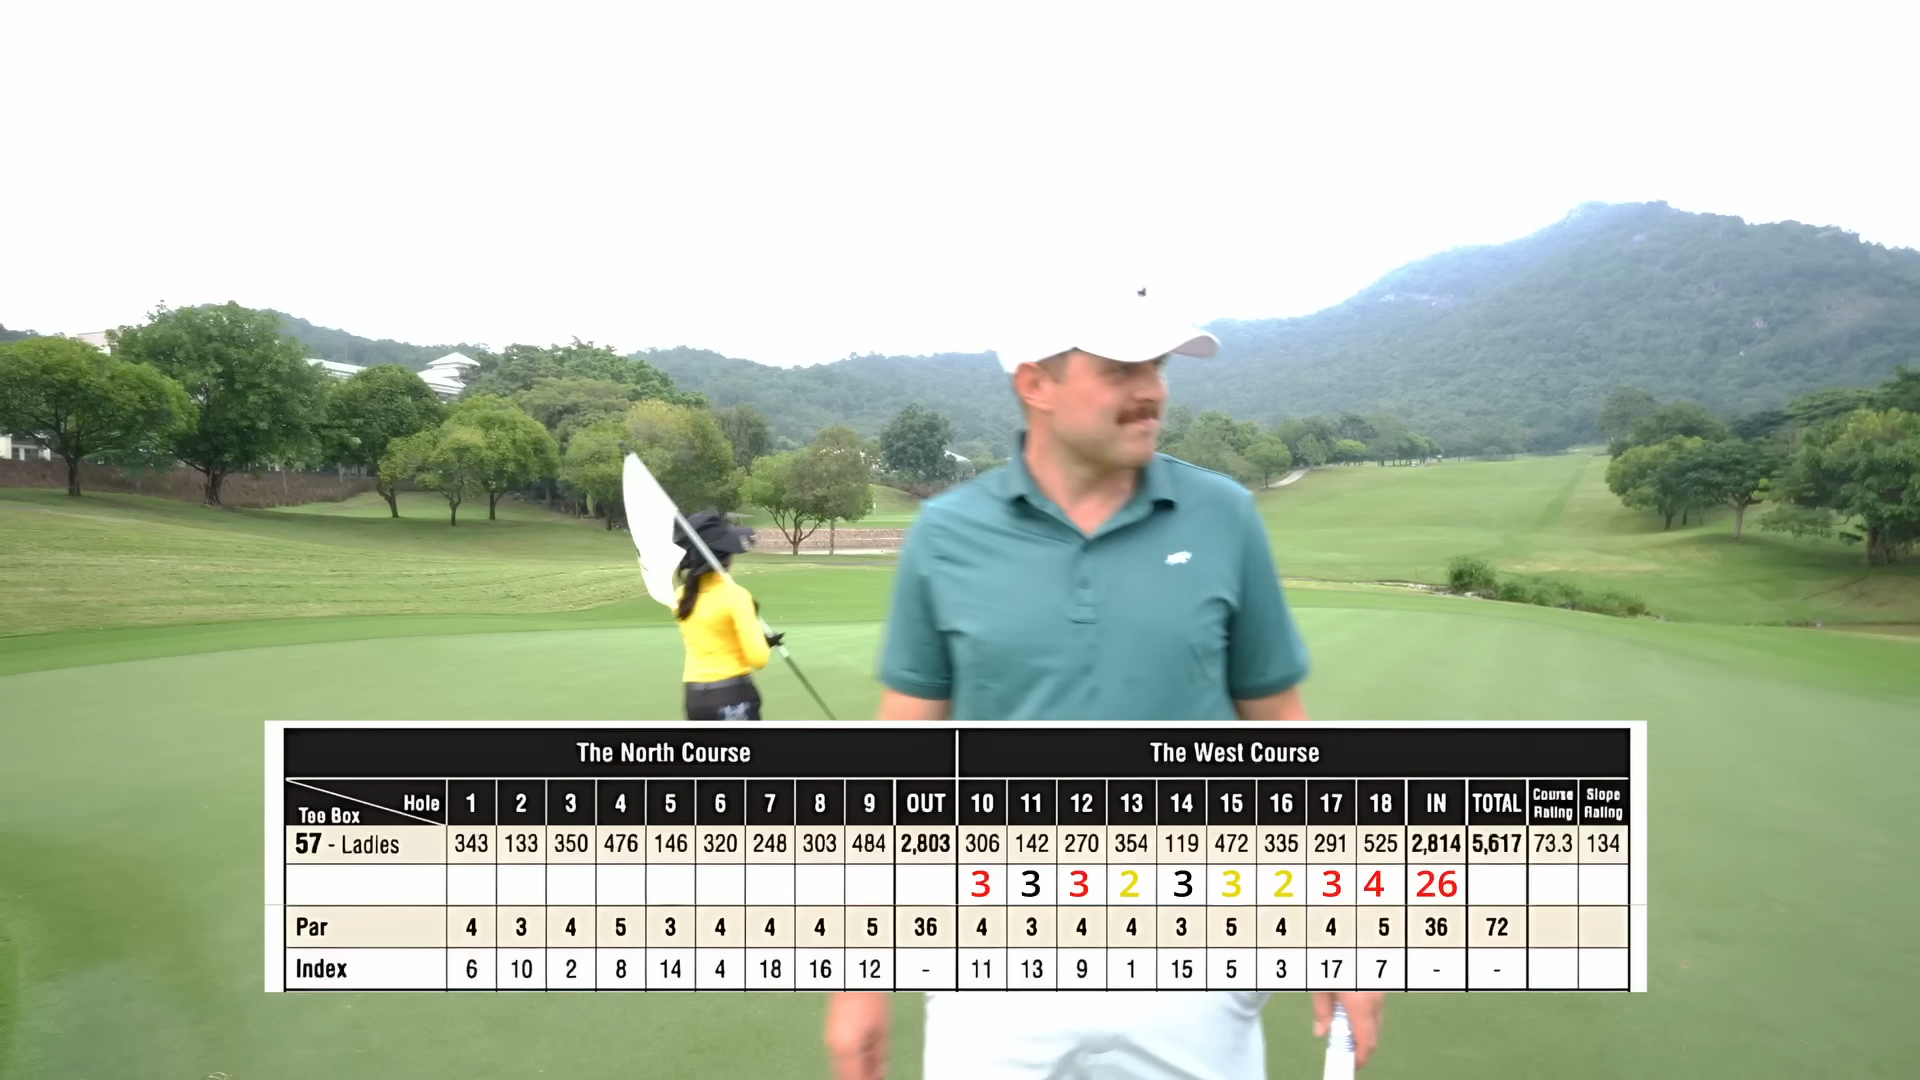 The North Course The West Course
Hole 1 2 3 4 5 6 7 8 9 OUT 10 11 12 13 14 15 16 17 18 IN TOTAL Course Rating Slope Rating
Tee Box
57 - Ladies 343 133 350 476 146 320 248 303 484 2,803 306 142 270 354 119 472 335 291 525 2,814 5,617 73.3 134
3 3 3 2 3 3 2 3 4 26
Par 4 3 4 5 3 4 4 4 5 36 4 3 4 4 3 5 4 4 5 36 72
Index 6 10 2 8 14 4 18 16 12 - 11 13 9 1 15 5 3 17 7 - -